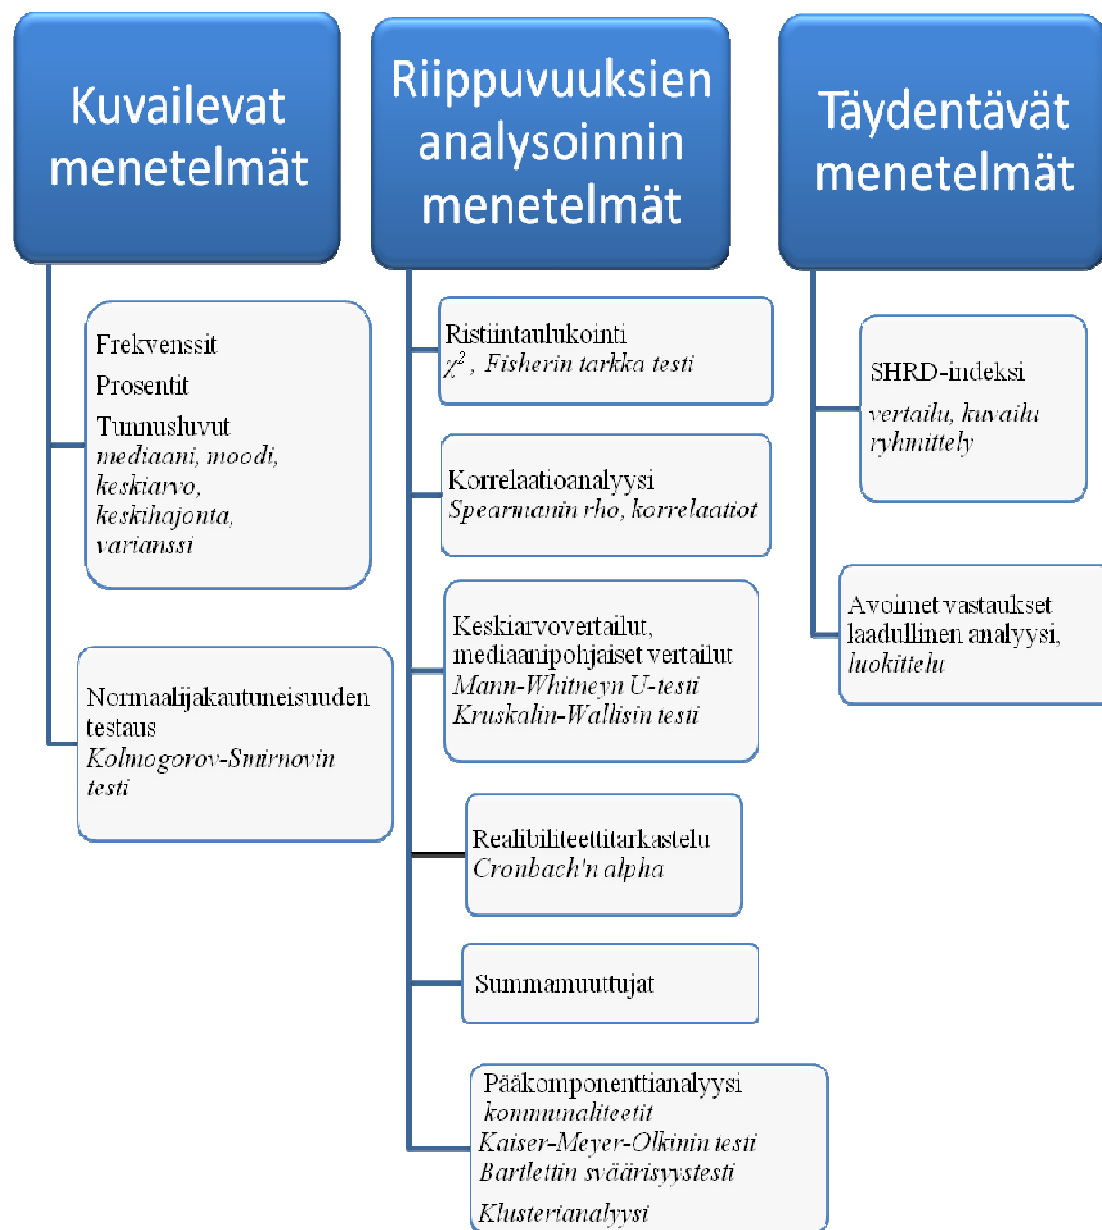 Kuvailevat
menetelmät
Frekvenssit
Prosentit
Tunnusluvut
mediaani, moodi,
keskiarvo,
keskihajonta,
varianssi
Normaalijakautuneisuuden
testaus
Kolmogorov-Smirnovin
testi
Riippuvuuksien
analysoinnin
menetelmät
Ristiintaulukointi
χ², Fisherin tarkka testi
Korrelaatioanalyysi
Spearmanin rho, korrelaatiot
Keskiarvovertailut,
mediaanipohjaiset vertailut
Mann-Whitneyn U-testi
Kruskalin-Wallisin testi
Realibiliteettitarkastelu
Cronbach'n alpha
Summamuuttujat
Pääkomponenttianalyysi
kommunaliteetit
Kaiser-Meyer-Olkinin testi
Bartlettin sväärisyystesti
Klusterianalyysi
Täydentävät
menetelmät
SHRD-indeksi
vertailu, kuvailu
ryhmittely
Avoimet vastaukset
laadullinen analyysi,
luokittelu